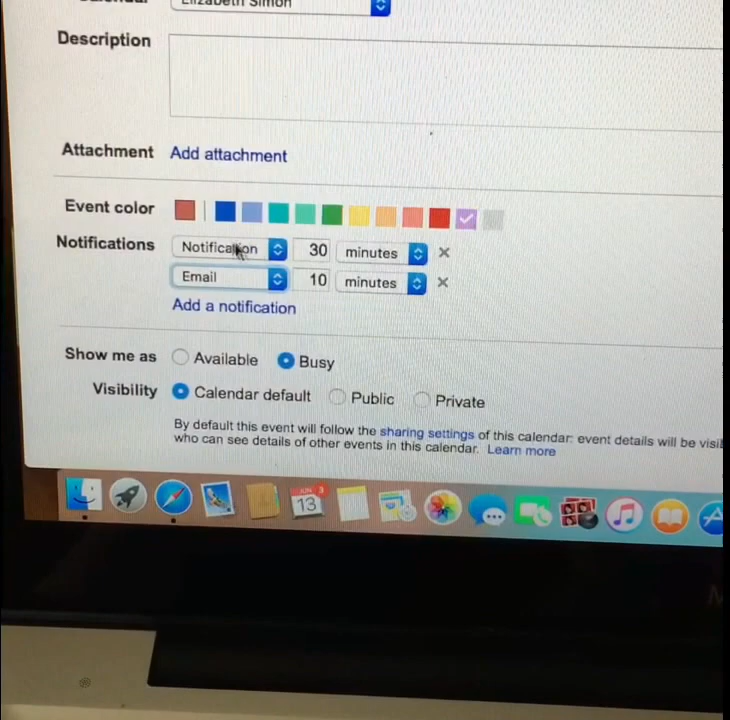 Elizabeth Simon
Description
Attachment Add attachment
Event color
Notifications Notification 30 minutes ×
Email 10 minutes ×
Add a notification
Show me as Available Busy
Visibility Calendar default Public Private
By default this event will follow the sharing settings of this calendar: event details will be
who can see details of other events in this calendar. Learn more
JUN 3
13